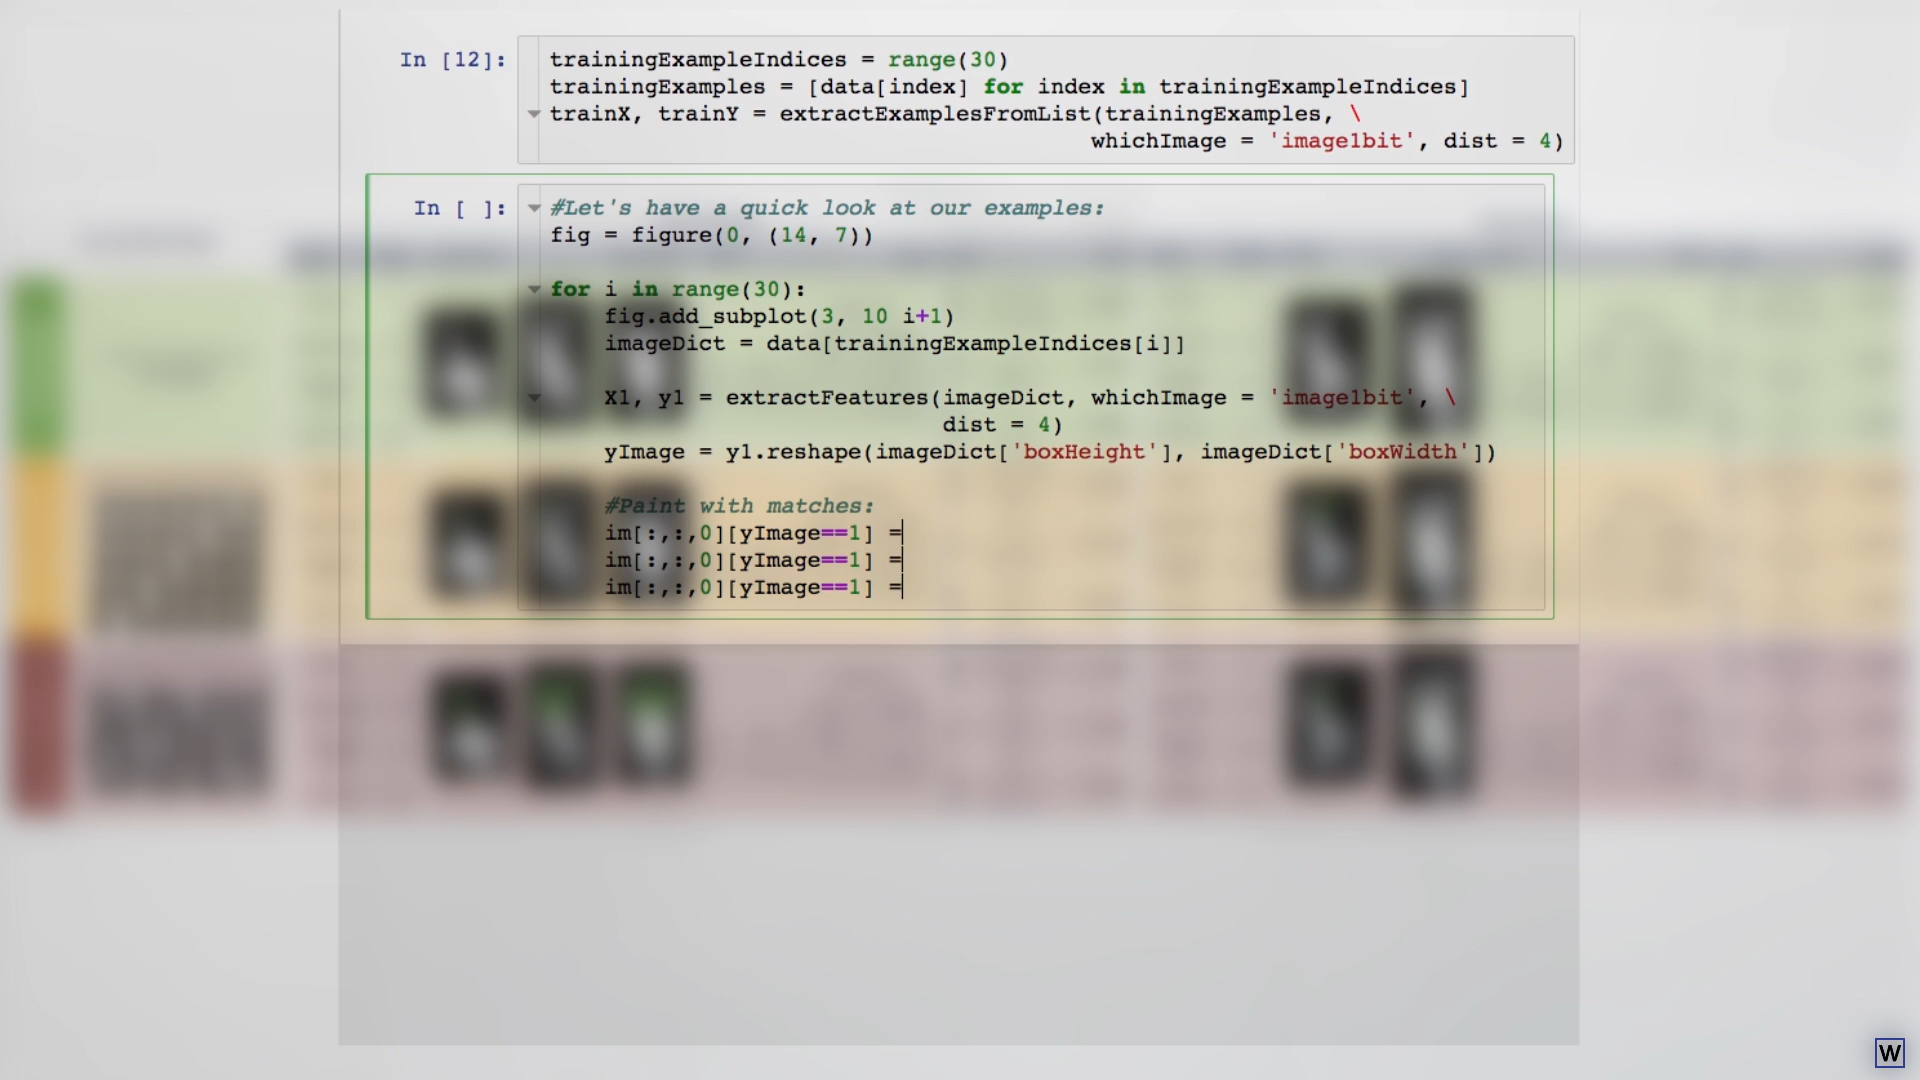 In [12]:
trainingExampleIndices = range(30)
trainingExamples = [data[index] for index in trainingExampleIndices]
trainX, trainY = extractExamplesFromList(trainingExamples, \
whichImage = 'image1bit', dist = 4)
In [ ]:
#Let's have a quick look at our examples:
fig = figure(0, (14, 7))
for i in range(30):
fig.add_subplot(3, 10 i+1)
imageDict = data[trainingExampleIndices[i]]
X1, y1 = extractFeatures(imageDict, whichImage = 'image1bit', \
dist = 4)
yImage = y1.reshape(imageDict['boxHeight'], imageDict['boxWidth'])
#Paint with matches:
im[:,:,0][yImage==1] =
im[:,:,0][yImage==1] =
im[:,:,0][yImage==1] =
W